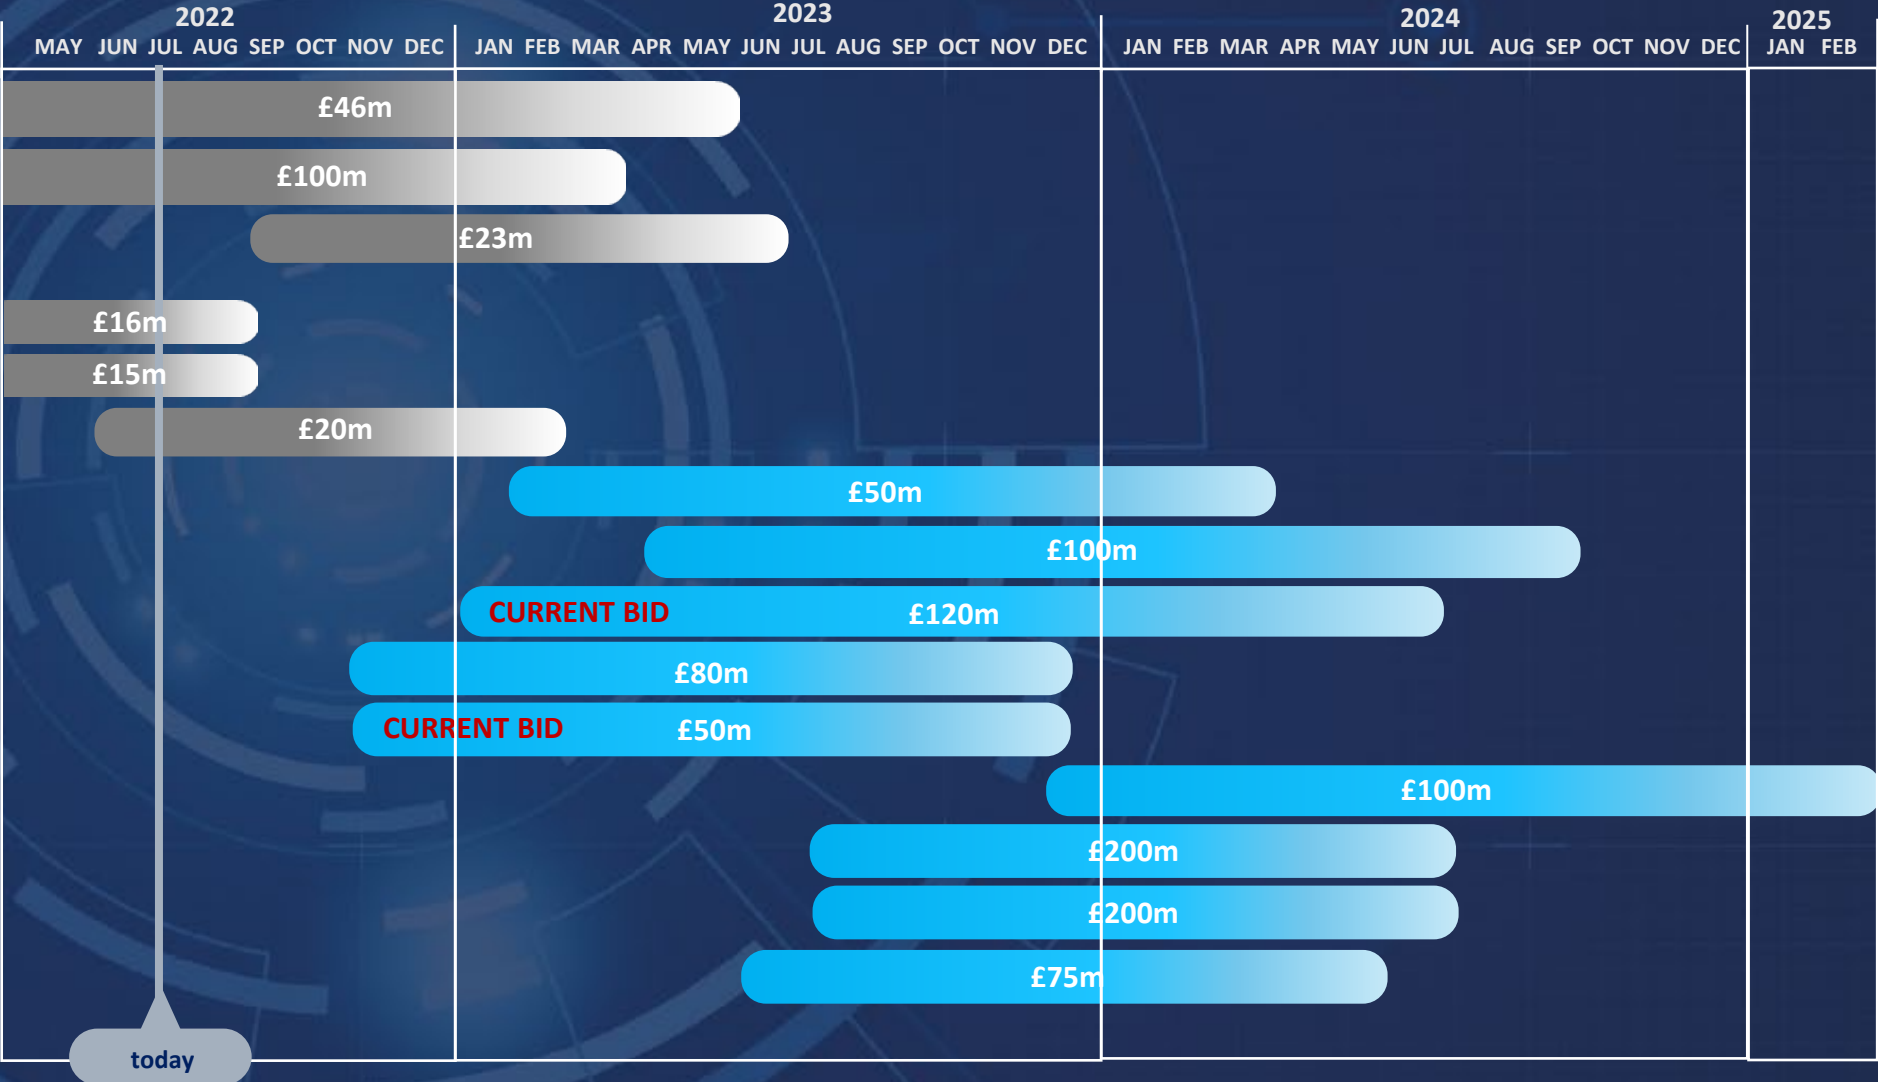 2022 2023 2024 2025
MAY JUN JUL AUG SEP OCT NOV DEC JAN FEB MAR APR MAY JUN JUL AUG SEP OCT NOV DEC JAN FEB MAR APR MAY JUN JUL AUG SEP OCT NOV DEC JAN FEB
£46m
£100m
£23m
£16m
£15m
£20m
£50m
£100m
CURRENT BID £120m
£80m
CURRENT BID £50m
£100m
£200m
£200m
£75m
today